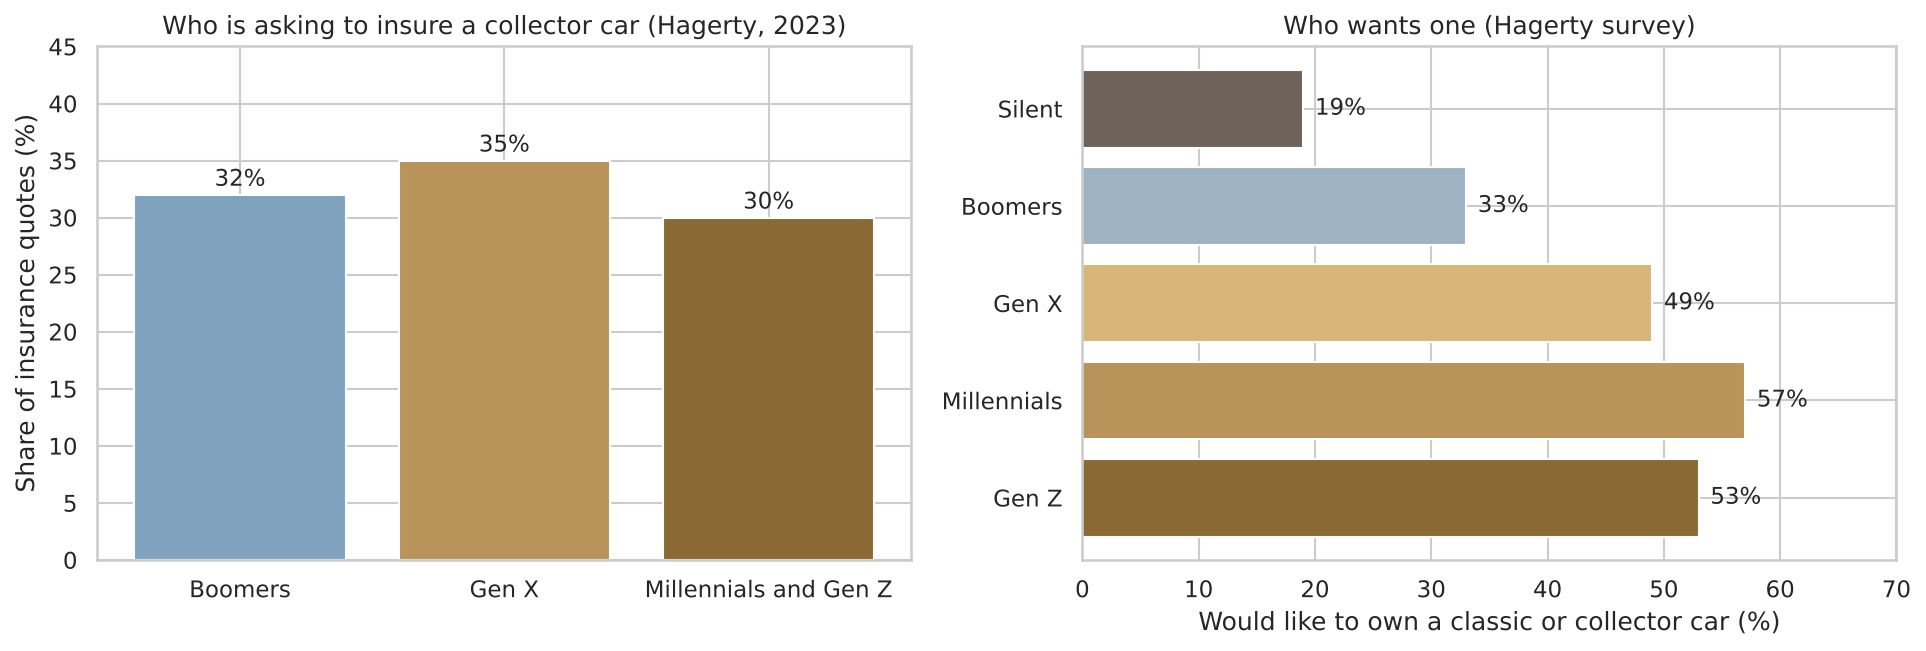 Who is asking to insure a collector car (Hagerty, 2023)
Share of insurance quotes (%)
45
40
35
30
25
20
15
10
5
0
32%
35%
30%
Boomers
Gen X
Millennials and Gen Z
Who wants one (Hagerty survey)
Silent
19%
Boomers
33%
Gen X
49%
Millennials
57%
Gen Z
53%
0
10
20
30
40
50
60
70
Would like to own a classic or collector car (%)